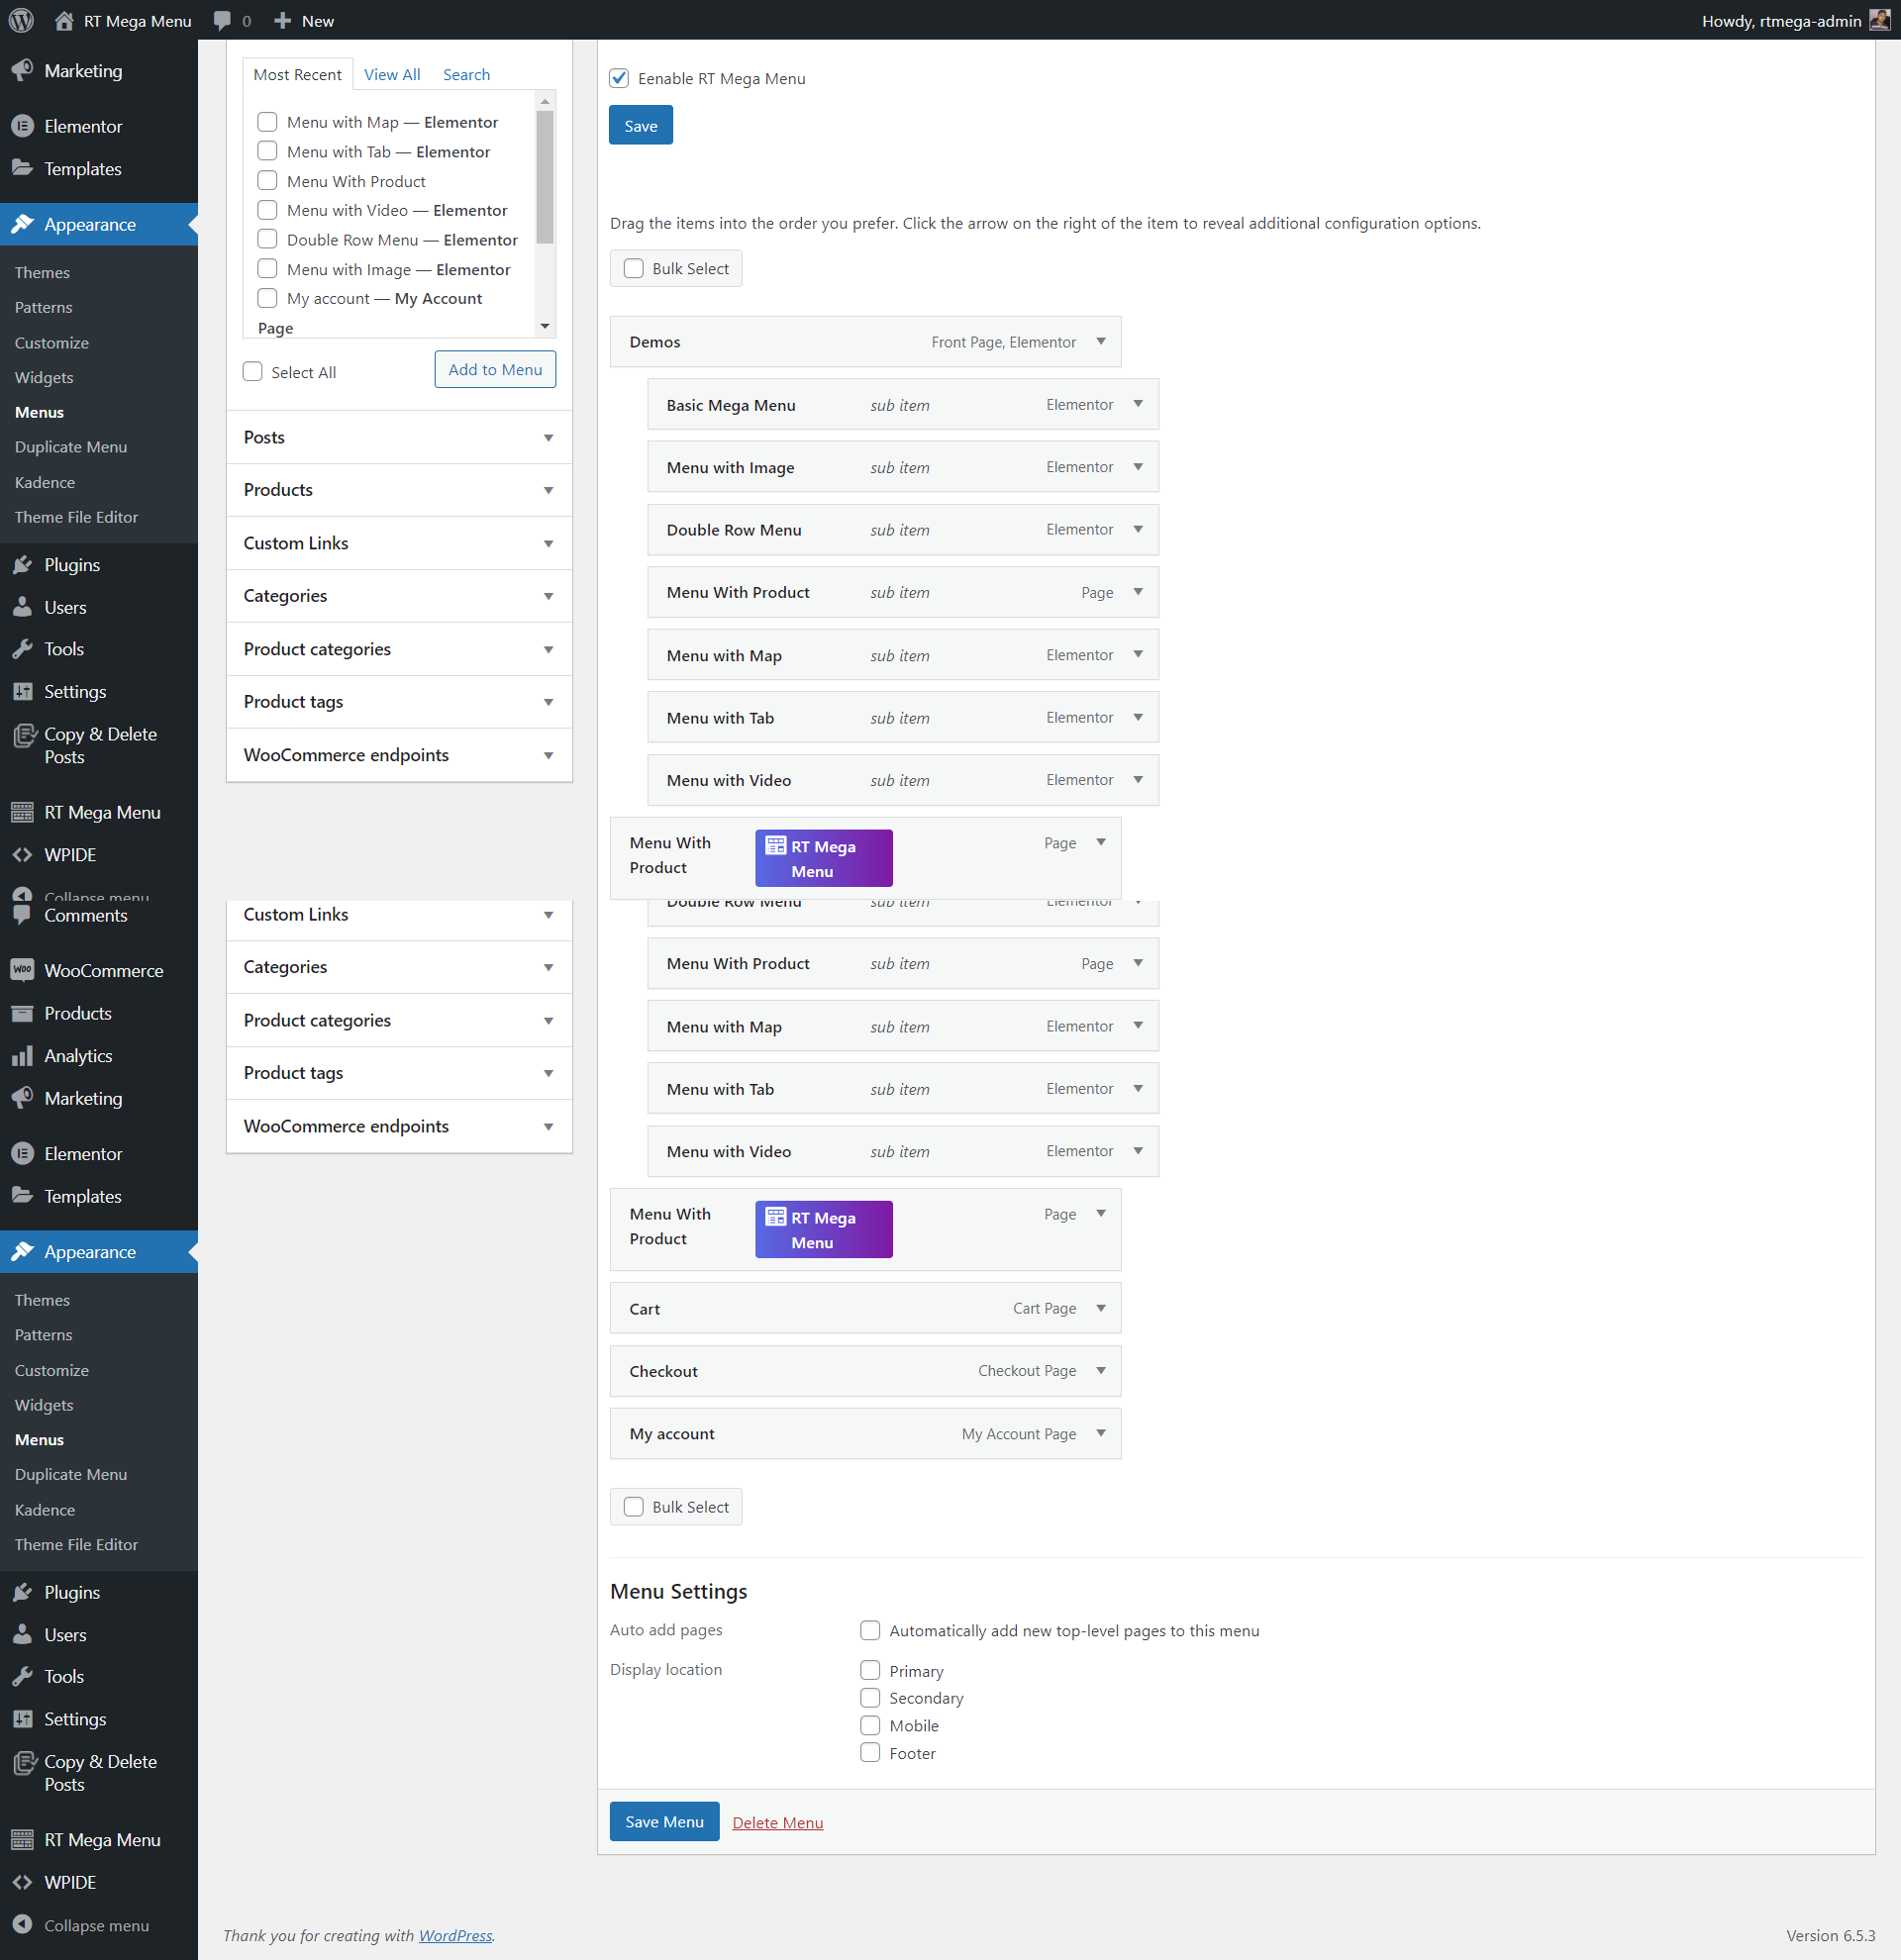 RT Mega Menu
0
New
Howdy, rtmega-admin
Marketing
Elementor
Templates
Appearance
Themes
Patterns
Customize
Widgets
Menus
Duplicate Menu
Kadence
Theme File Editor
Plugins
Users
Tools
Settings
Copy & Delete
Posts
RT Mega Menu
WPIDE
Collapse menu
Comments
WooCommerce
Products
Analytics
Marketing
Elementor
Templates
Appearance
Themes
Patterns
Customize
Widgets
Menus
Duplicate Menu
Kadence
Theme File Editor
Plugins
Users
Tools
Settings
Copy & Delete
Posts
RT Mega Menu
WPIDE
Collapse menu
Most Recent View All Search
Menu with Map — Elementor
Menu with Tab — Elementor
Menu With Product
Menu with Video — Elementor
Double Row Menu — Elementor
Menu with Image — Elementor
My account — My Account
Page
Select All Add to Menu
Posts
Products
Custom Links
Categories
Product categories
Product tags
WooCommerce endpoints
Custom Links
Categories
Product categories
Product tags
WooCommerce endpoints
Eenable RT Mega Menu
Save
Drag the items into the order you prefer. Click the arrow on the right of the item to reveal additional configuration options.
Bulk Select
Demos Front Page, Elementor
Basic Mega Menu sub item Elementor
Menu with Image sub item Elementor
Double Row Menu sub item Elementor
Menu With Product sub item Page
Menu with Map sub item Elementor
Menu with Tab sub item Elementor
Menu with Video sub item Elementor
Menu With RT Mega Page
Product Menu
Double Row Menu sub item Elementor
Menu With Product sub item Page
Menu with Map sub item Elementor
Menu with Tab sub item Elementor
Menu with Video sub item Elementor
Menu With RT Mega Page
Product Menu
Cart Cart Page
Checkout Checkout Page
My account My Account Page
Bulk Select
Menu Settings
Auto add pages Automatically add new top-level pages to this menu
Display location Primary
Secondary
Mobile
Footer
Save Menu Delete Menu
Thank you for creating with WordPress. Version 6.5.3